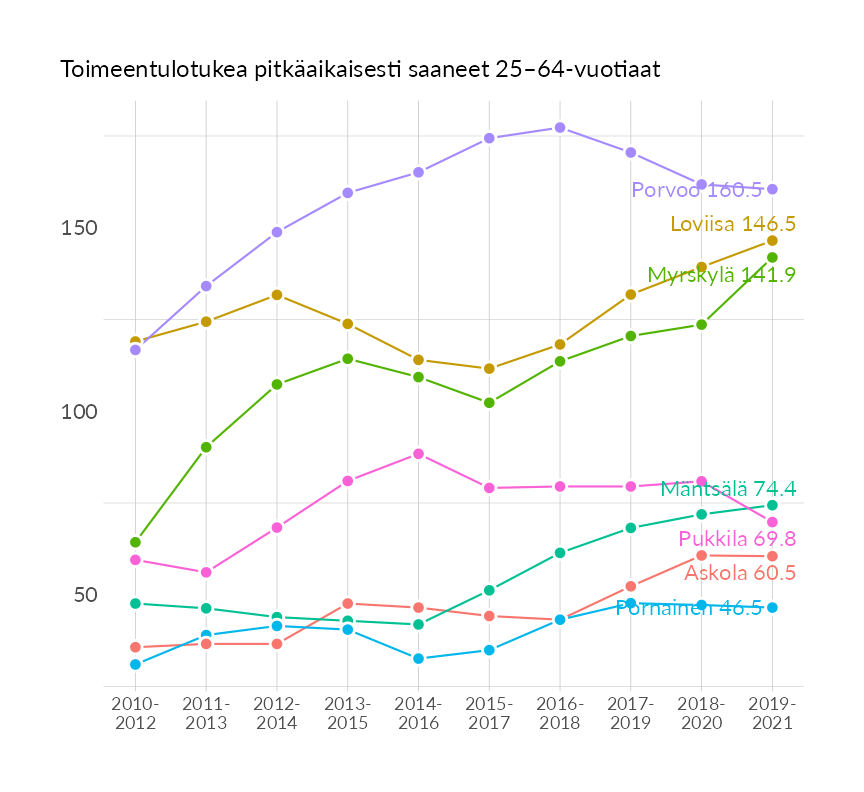 Toimeentulotukea pitkäaikaisesti saaneet 25–64-vuotiaat
Porvoo 160.5
150
Loviisa 146.5
Myrskylä 141.9
100
Mäntsälä 74.4
Pukkila 69.8
Askola 60.5
50
Pornainen 46.5
2010- 2011- 2012- 2013- 2014- 2015- 2016- 2017- 2018- 2019-
2012 2013 2014 2015 2016 2017 2018 2019 2020 2021